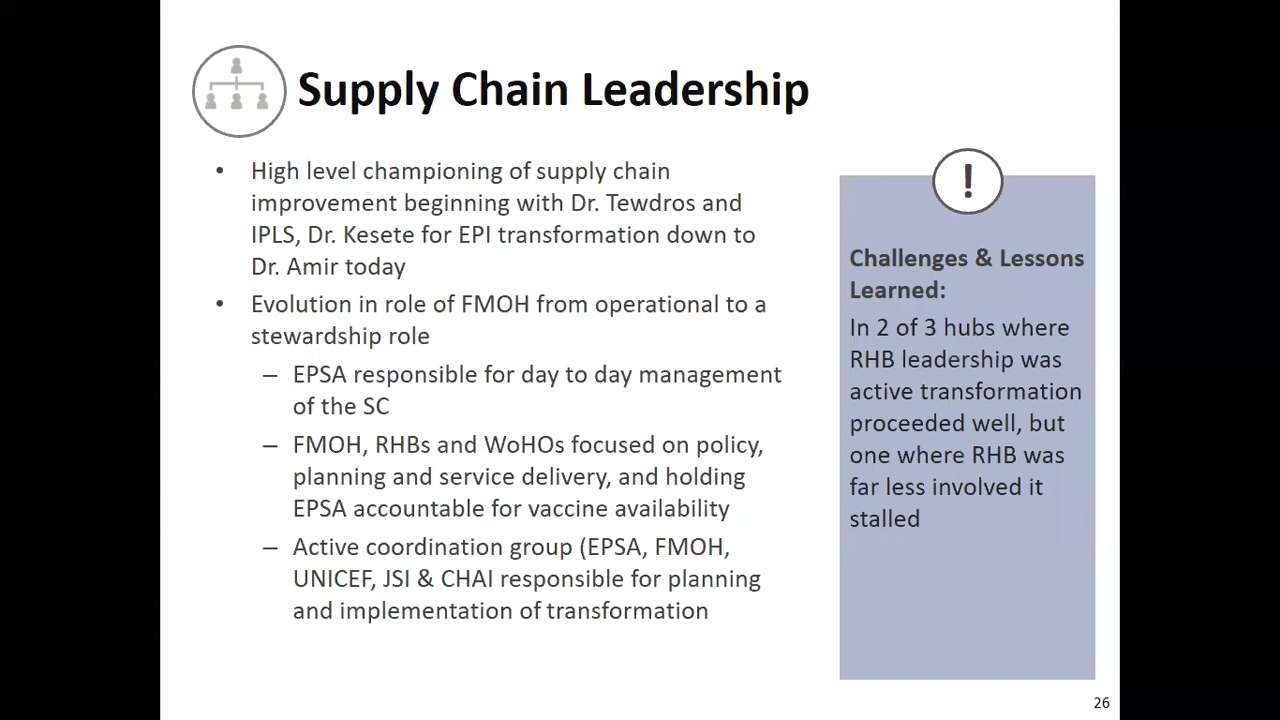 Supply Chain Leadership
• High level championing of supply chain
improvement beginning with Dr. Tewdros and
IPLS, Dr. Kesete for EPI transformation down to
Dr. Amir today
• Evolution in role of FMOH from operational to a
stewardship role
– EPSA responsible for day to day management
of the SC
– FMOH, RHBs and WoHOs focused on policy,
planning and service delivery, and holding
EPSA accountable for vaccine availability
– Active coordination group (EPSA, FMOH,
UNICEF, JSI & CHAI responsible for planning
and implementation of transformation
!
Challenges & Lessons
Learned:
In 2 of 3 hubs where
RHB leadership was
active transformation
proceeded well, but
one where RHB was
far less involved it
stalled
26